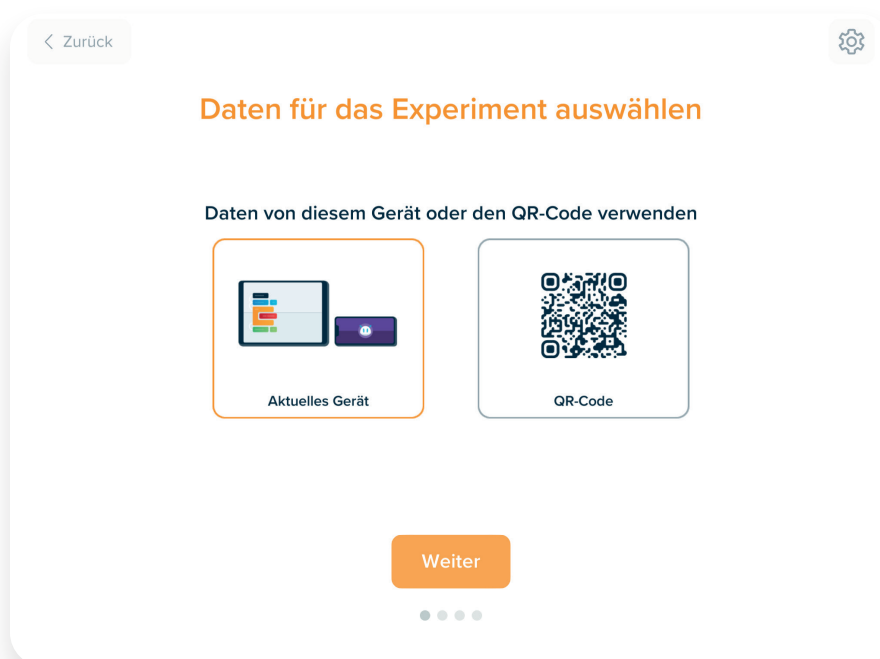 Zurück
Daten für das Experiment auswählen
Daten von diesem Gerät oder den QR-Code verwenden
Aktuelles Gerät
QR-Code
Weiter